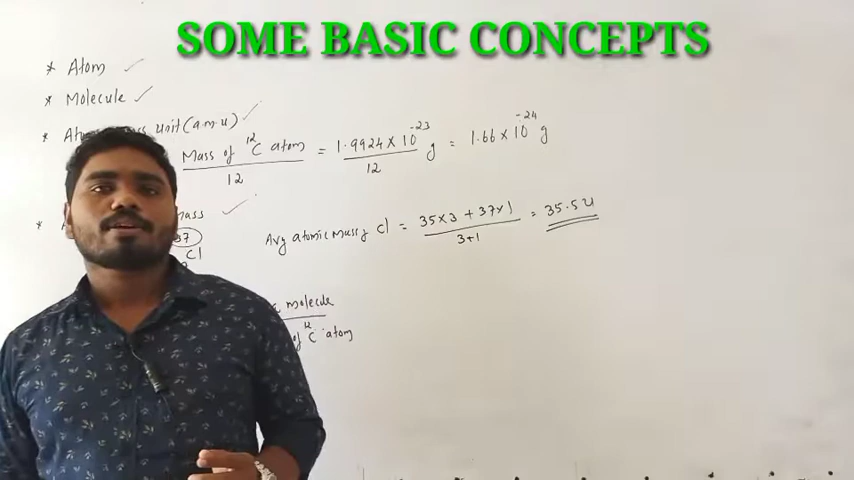 SOME BASIC CONCEPTS
* Atom ✓
* Molecule ✓
* unit (a.m.u) ✓
Mass of ¹²C atom / 12 = 1.9924 × 10⁻²³ / 12 g = 1.66 × 10⁻²⁴ g
* mass ✓
37 Cl
Avg atomic mass of Cl = 35×3 + 37×1 / 3+1 = 35.5u
molecule
of ¹²C atom